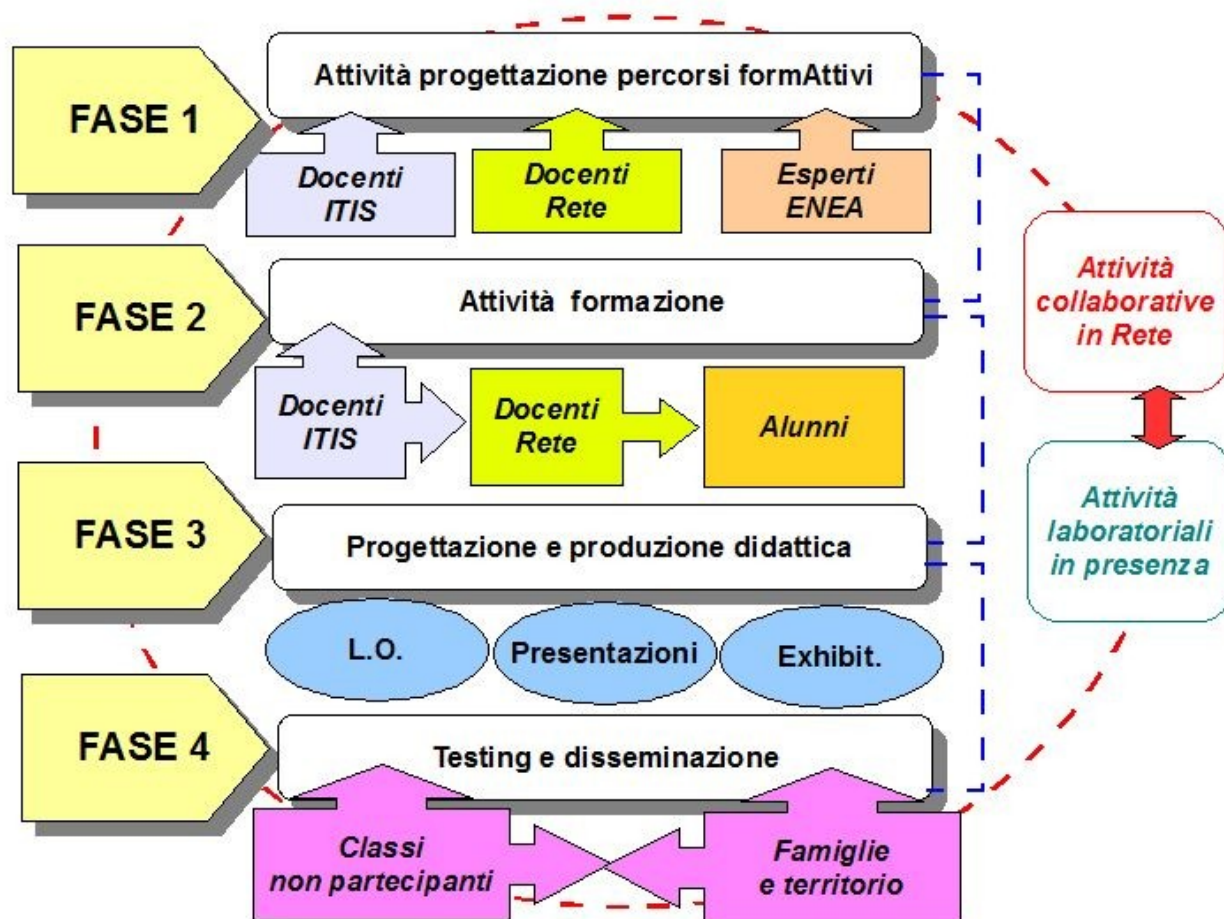 FASE 1
Attività progettazione percorsi formAttivi
Docenti
ITIS
Docenti
Rete
Esperti
ENEA
FASE 2
Attività  formazione
Docenti
ITIS
Docenti
Rete
Alunni
FASE 3
Progettazione e produzione didattica
L.O.
Presentazioni
Exhibit.
FASE 4
Testing e disseminazione
Classi
non partecipanti
Famiglie
e territorio
Attività
collaborative
in Rete
Attività
laboratoriali
in presenza